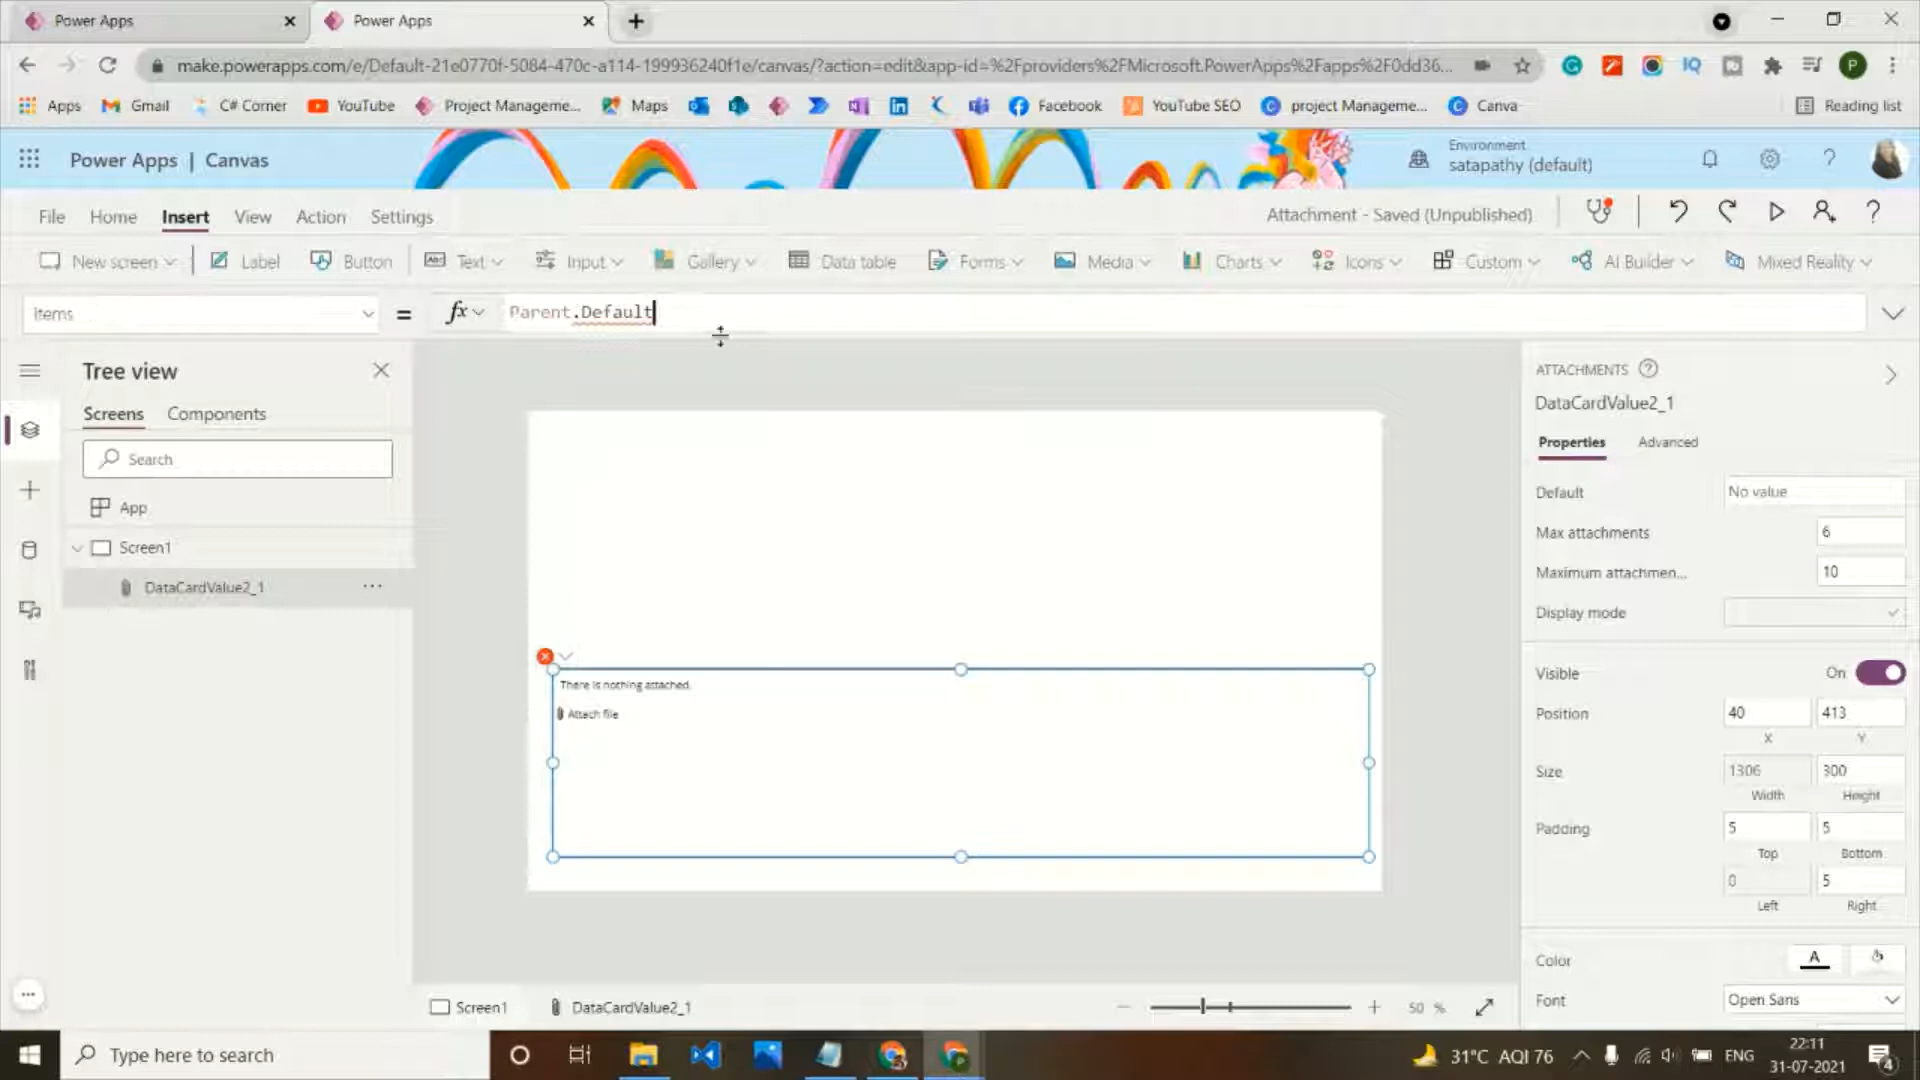 Power Apps
Power Apps
make.powerapps.com/e/Default-21e0770f-5084-470c-a114-199936240f1e/canvas/?action=edit&app-id=%2Fproviders%2FMicrosoft.PowerApps%2Fapps%2F0dd36...
P
Apps
Gmail
C# Corner
YouTube
Project Manageme...
Maps
Facebook
YouTube SEO
project Manageme...
Canva
Reading list
Power Apps | Canvas
Environment
satapathy (default)
File
Home
Insert
View
Action
Settings
Attachment - Saved (Unpublished)
New screen
Label
Button
Text
Input
Gallery
Data table
Forms
Media
Charts
Icons
Custom
AI Builder
Mixed Reality
Items
=
fx
Parent.Default
Tree view
Screens
Components
Search
App
Screen1
DataCardValue2_1
There is nothing attached.
Attach file
ATTACHMENTS
DataCardValue2_1
Properties
Advanced
Default
No value
Max attachments
6
Maximum attachmen...
10
Display mode
Visible
On
Position
40
413
X
Y
Size
1306
300
Width
Height
Padding
5
5
Top
Bottom
0
5
Left
Right
Color
A
Font
Open Sans
Screen1
DataCardValue2_1
50 %
Type here to search
31°C AQI 76
ENG
22:11
31-07-2021
4